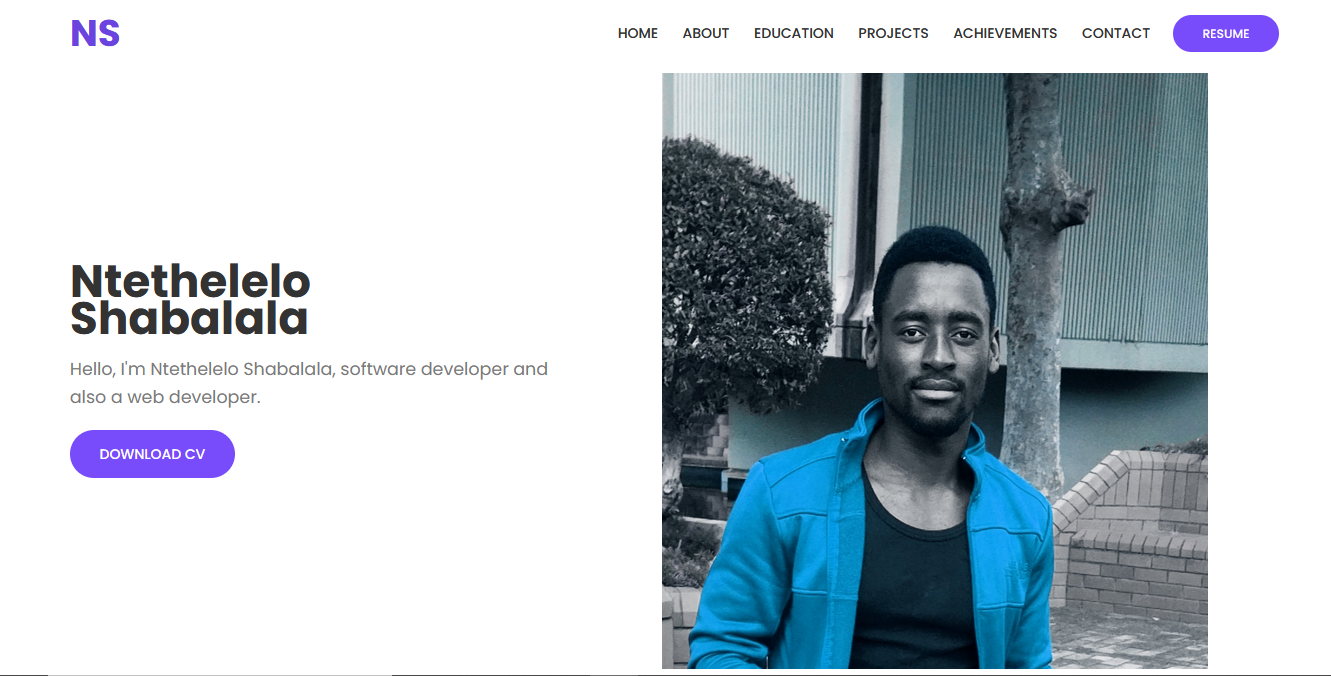 NS
HOME ABOUT EDUCATION PROJECTS ACHIEVEMENTS CONTACT RESUME
Ntethelelo
Shabalala
Hello, I'm Ntethelelo Shabalala, software developer and
also a web developer.
DOWNLOAD CV